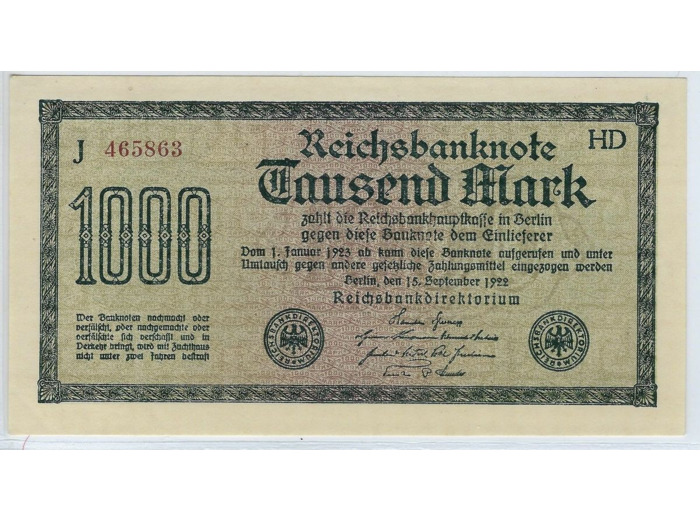 J 465863
HD
Reichsbanknote
1000
Tausend Mark
zahlt die Reichsbankhauptkasse in Berlin
gegen diese Banknote dem Einlieferer
Vom 1. Januar 1923 ab kann diese Banknote aufgerufen und unter
Umtausch gegen andere gesetzliche Zahlungsmittel eingezogen werden
Berlin, den 15. September 1922
Reichsbankdirektorium
Wer Banknoten nachmacht oder
verfälscht, oder nachgemachte oder
verfälschte sich verschafft und in
Verkehr bringt, wird mit Zuchthaus
nicht unter zwei Jahren bestraft
REICHSBANKDIREKTORIUM
REICHSBANKDIREKTORIUM